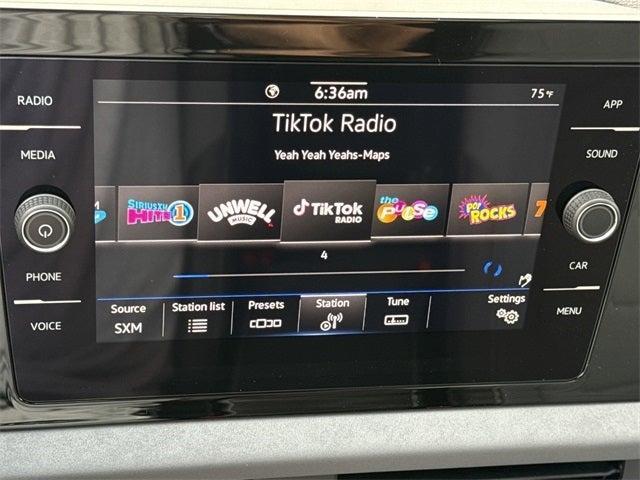 RADIO
MEDIA
PHONE
VOICE
6:36am
75°F
TikTok Radio
Yeah Yeah Yeahs-Maps
SIRIUSXM HITS 1
UNWELL MUSIC
TikTok RADIO
the PULSE
POP ROCKS
7
4
Source
SXM
Station list
Presets
Station
Tune
Settings
APP
SOUND
CAR
MENU